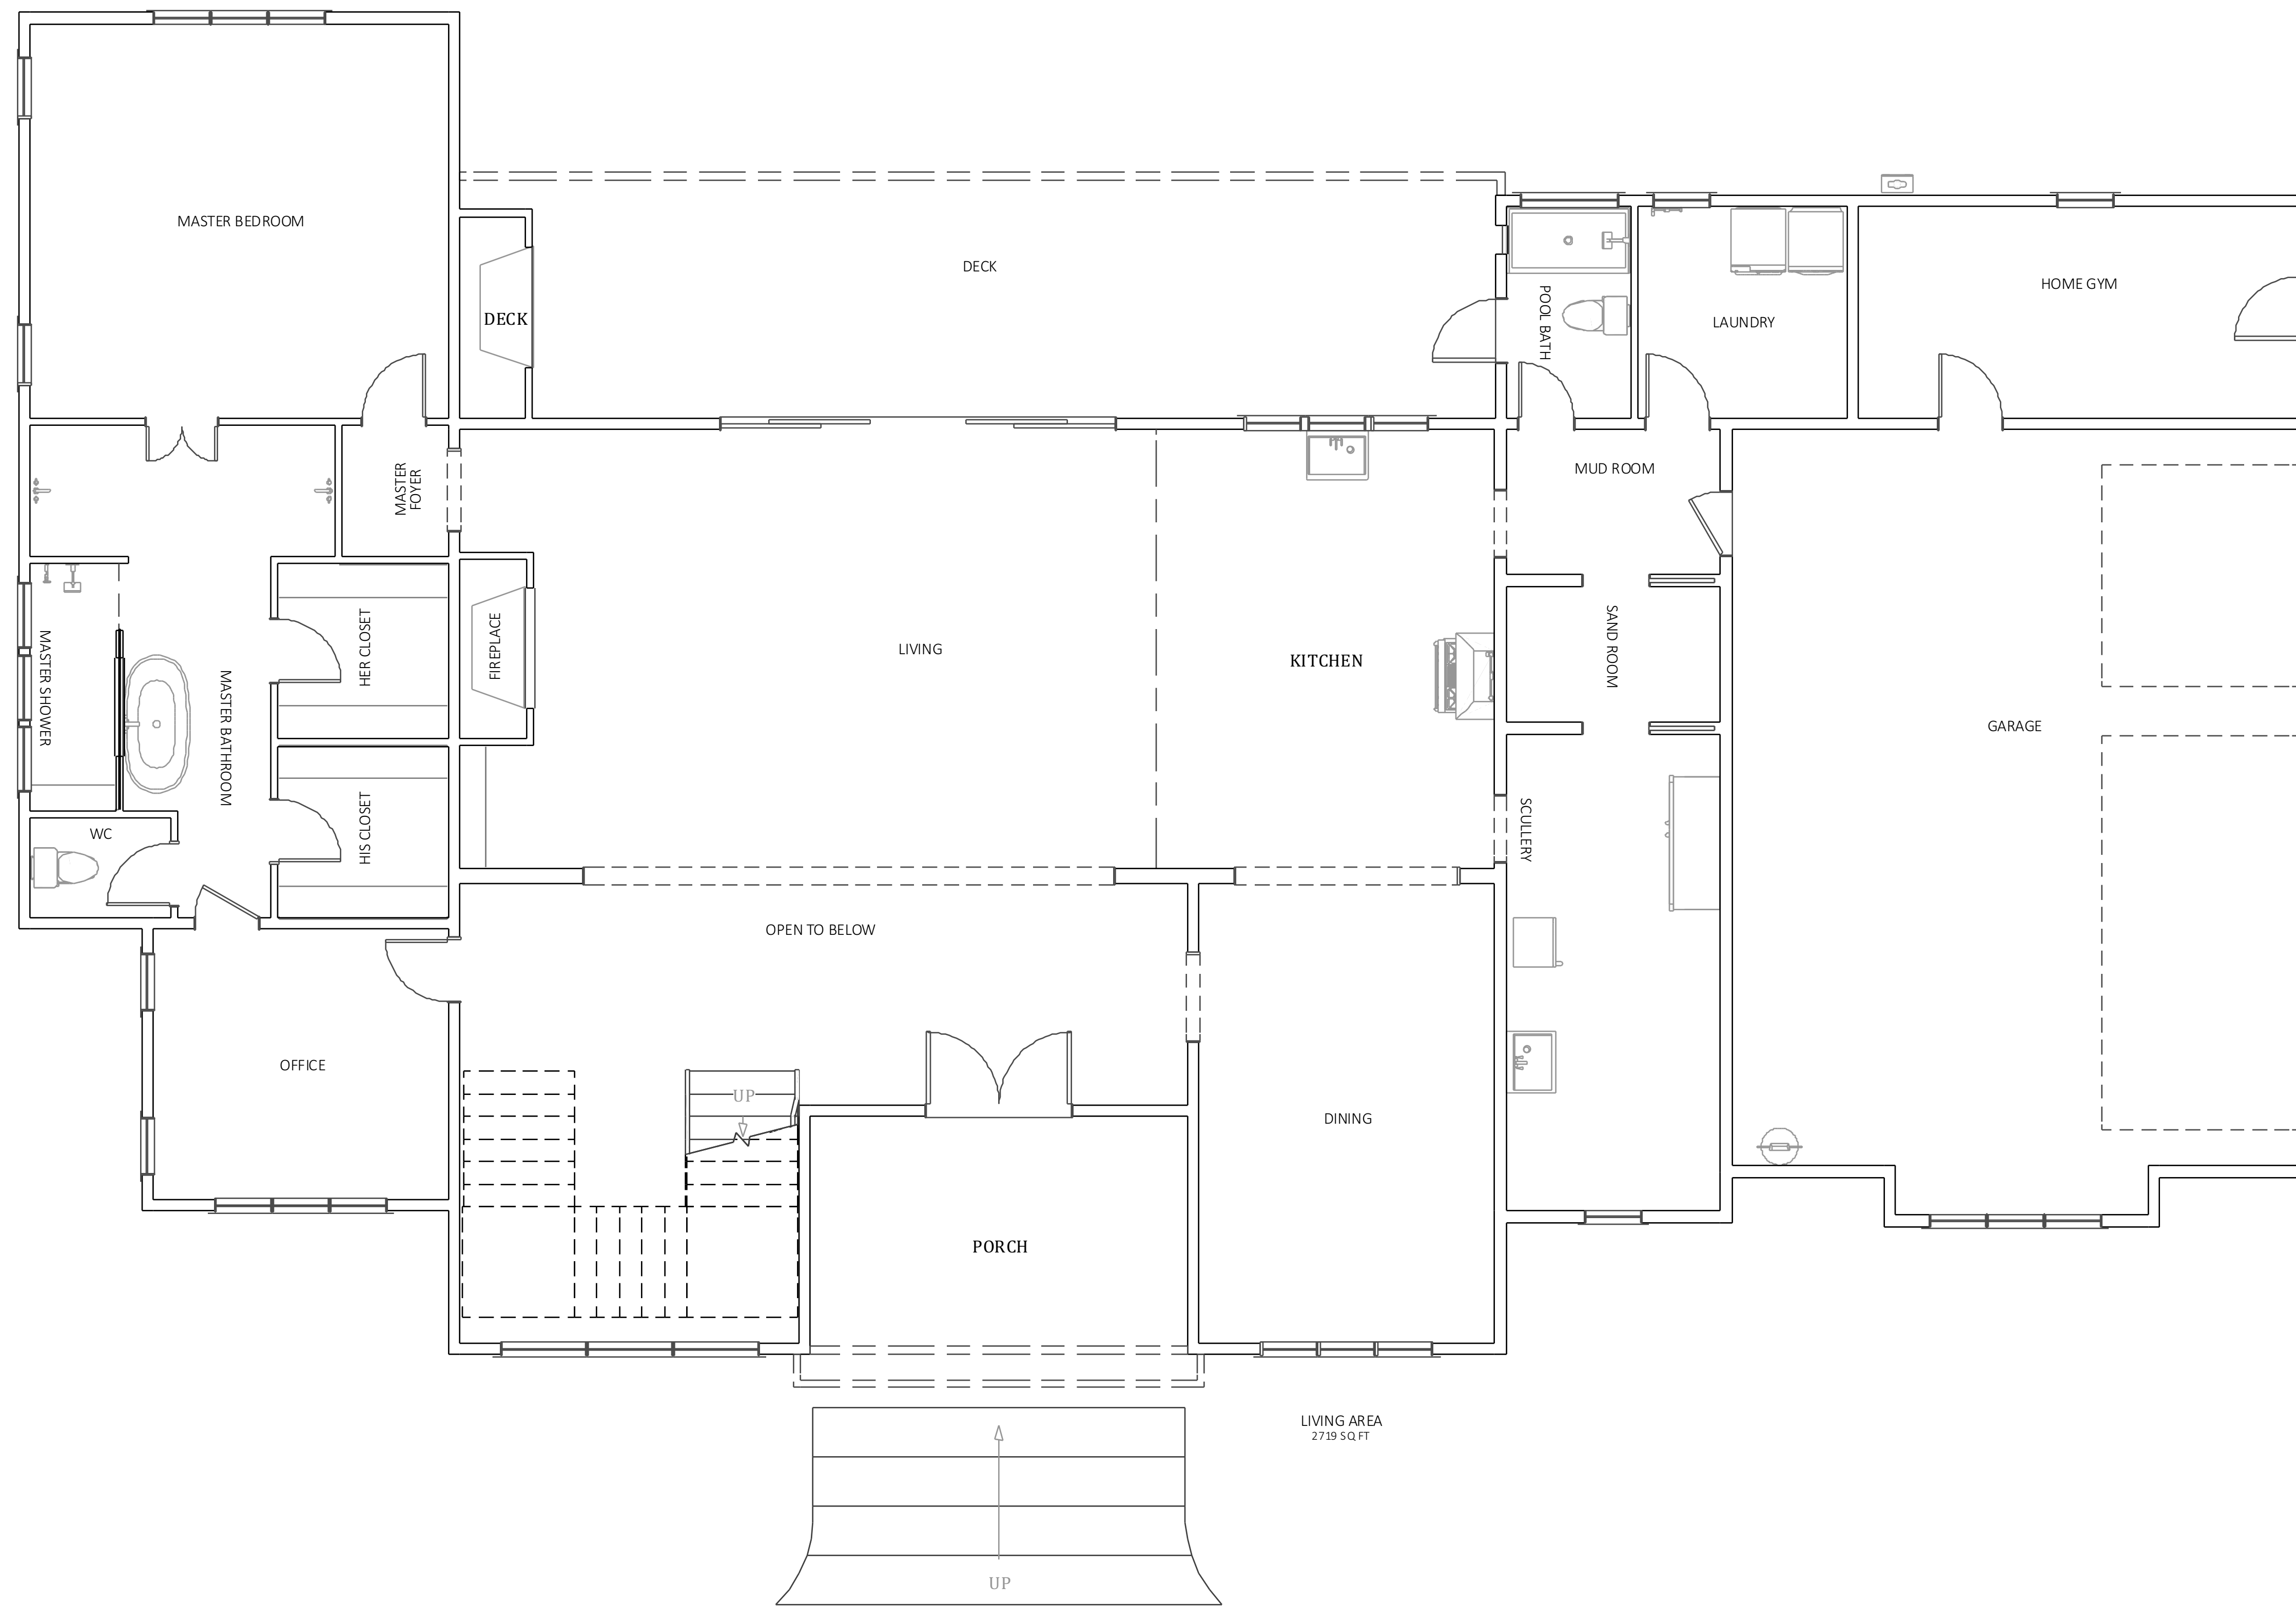 MASTER BEDROOM
DECK
HOME GYM
DECK
POOL BATH
LAUNDRY
MASTER
FOYER
MUD ROOM
MASTER SHOWER
MASTER BATHROOM
HER CLOSET
FIREPLACE
LIVING
KITCHEN
SAND ROOM
GARAGE
WC
HIS CLOSET
SCULLERY
OPEN TO BELOW
OFFICE
UP
DINING
PORCH
LIVING AREA
2719 SQ FT
UP